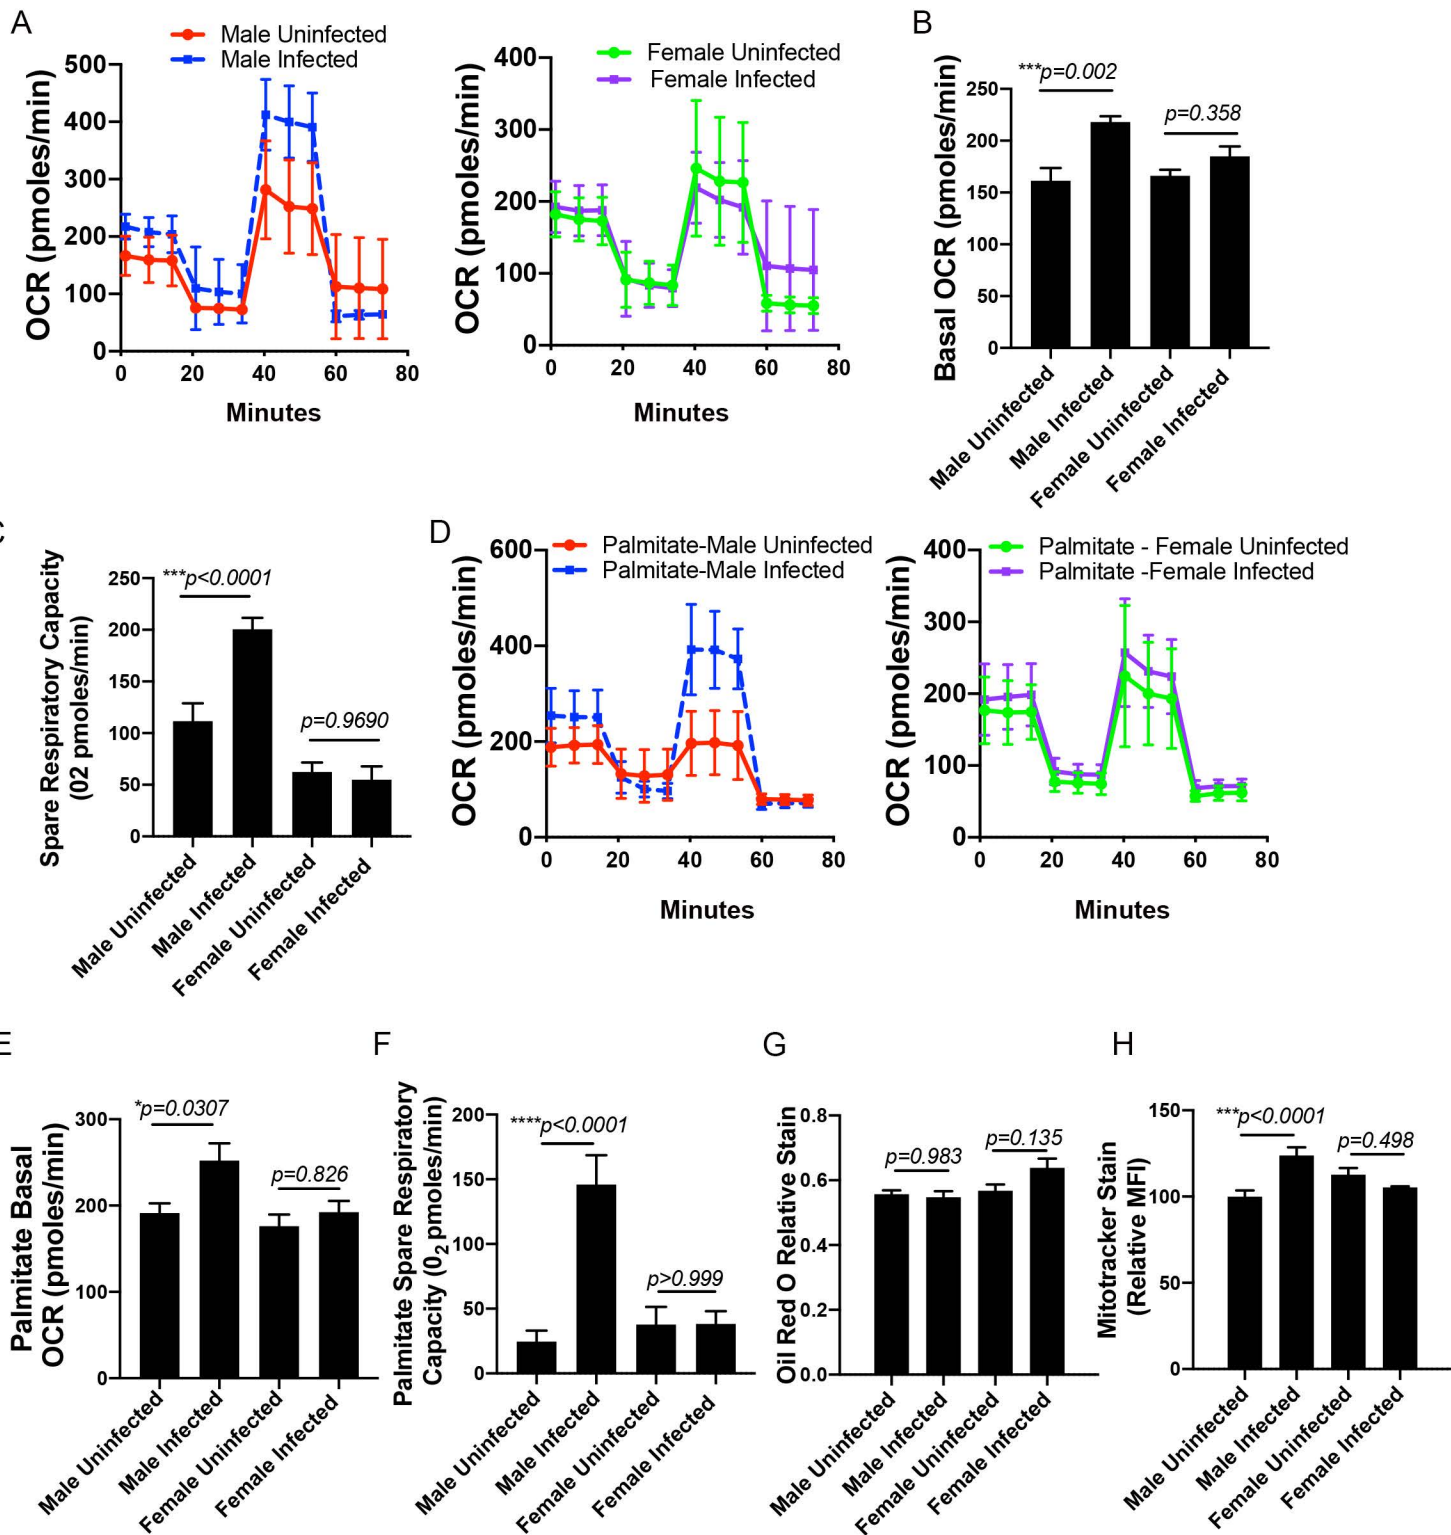 A
Male Uninfected
Male Infected
OCR (pmoles/min)
500
400
300
200
100
0
0 20 40 60 80
Minutes
Female Uninfected
Female Infected
OCR (pmoles/min)
400
300
200
100
0
0 20 40 60 80
Minutes
B
***p=0.002
p=0.358
Basal OCR (pmoles/min)
250
200
150
100
50
0
Male Uninfected
Male Infected
Female Uninfected
Female Infected
C
***p<0.0001
p=0.9690
Spare Respiratory Capacity
(02 pmoles/min)
250
200
150
100
50
0
Male Uninfected
Male Infected
Female Uninfected
Female Infected
D
Palmitate-Male Uninfected
Palmitate-Male Infected
OCR (pmoles/min)
600
400
200
0
0 20 40 60 80
Minutes
Palmitate - Female Uninfected
Palmitate -Female Infected
OCR (pmoles/min)
400
300
200
100
0
0 20 40 60 80
Minutes
E
*p=0.0307
p=0.826
Palmitate Basal
OCR (pmoles/min)
300
200
100
0
Male Uninfected
Male Infected
Female Uninfected
Female Infected
F
****p<0.0001
p>0.999
Palmitate Spare Respiratory
Capacity (0₂ pmoles/min)
200
150
100
50
0
Male Uninfected
Male Infected
Female Uninfected
Female Infected
G
p=0.983
p=0.135
Oil Red O Relative Stain
0.8
0.6
0.4
0.2
0.0
Male Uninfected
Male Infected
Female Uninfected
Female Infected
H
***p<0.0001
p=0.498
Mitotracker Stain
(Relative MFI)
150
100
50
0
Male Uninfected
Male Infected
Female Uninfected
Female Infected